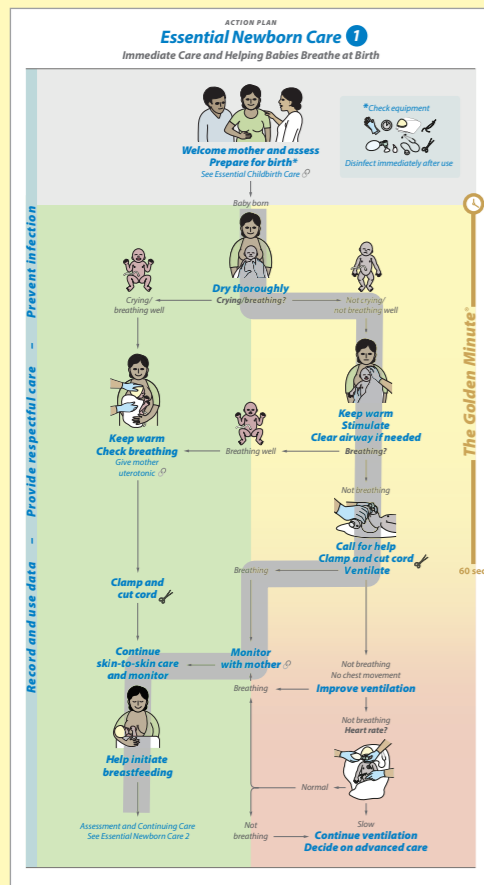 ACTION PLAN
Essential Newborn Care 1
Immediate Care and Helping Babies Breathe at Birth
*Check equipment
Disinfect immediately after use
Welcome mother and assess
Prepare for birth*
See Essential Childbirth Care
Baby born
Dry thoroughly
Crying/breathing?
Crying/
breathing well
Not crying/
not breathing well
Keep warm
Check breathing
Give mother
uterotonic
Breathing well
Keep warm
Stimulate
Clear airway if needed
Breathing?
Not breathing
Call for help
Clamp and cut cord
Ventilate
Breathing
60 sec
Clamp and
cut cord
Continue
skin-to-skin care
and monitor
Monitor
with mother
Not breathing
No chest movement
Breathing
Improve ventilation
Not breathing
Heart rate?
Help initiate
breastfeeding
Normal
Assessment and Continuing Care
See Essential Newborn Care 2
Not
breathing
Slow
Continue ventilation
Decide on advanced care
Record and use data – Provide respectful care – Prevent infection
The Golden Minute®